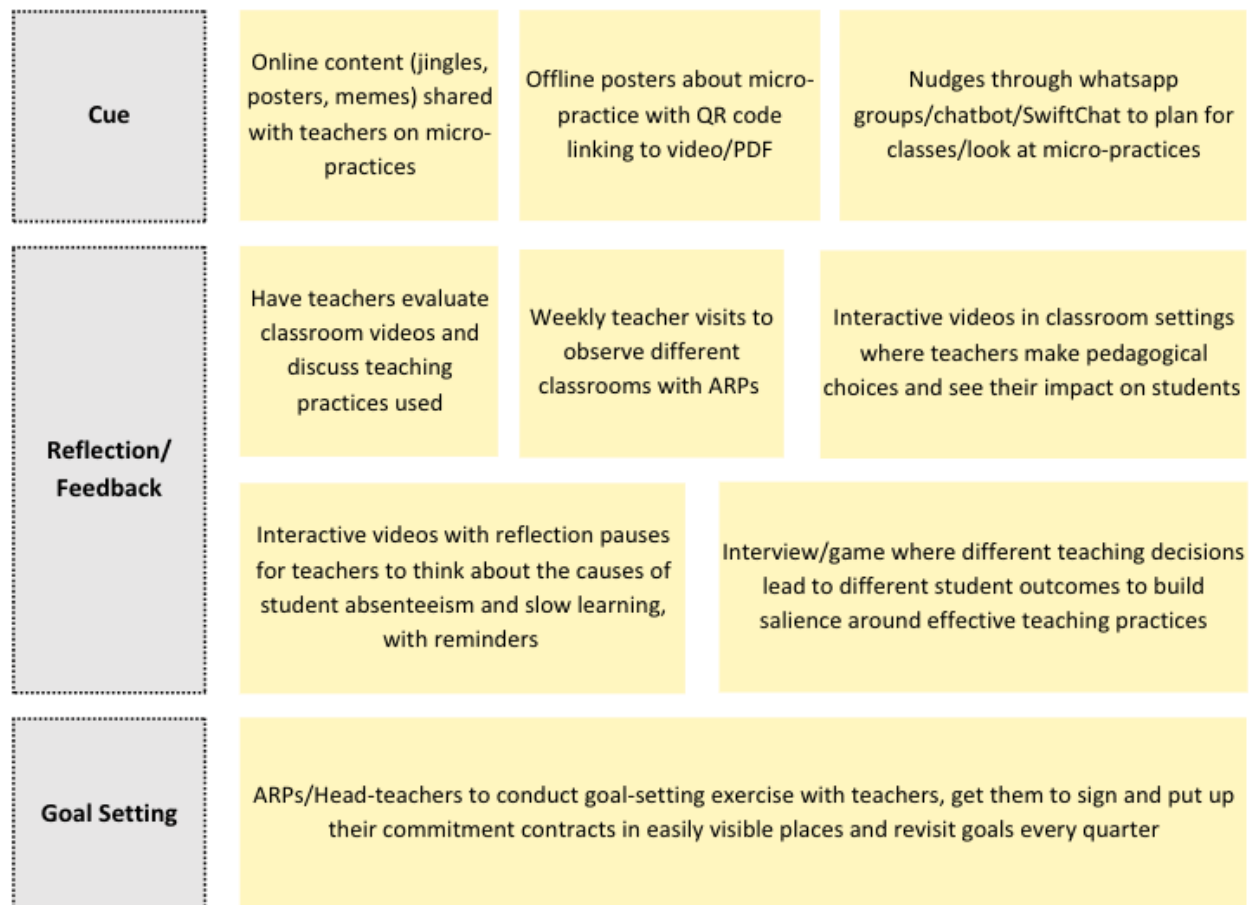 Cue
Online content (jingles,
posters, memes) shared
with teachers on micro-
practices
Offline posters about micro-
practice with QR code
linking to video/PDF
Nudges through whatsapp
groups/chatbot/SwiftChat to plan for
classes/look at micro-practices
Reflection/
Feedback
Have teachers evaluate
classroom videos and
discuss teaching
practices used
Weekly teacher visits to
observe different
classrooms with ARPs
Interactive videos in classroom settings
where teachers make pedagogical
choices and see their impact on students
Interactive videos with reflection pauses
for teachers to think about the causes of
student absenteeism and slow learning,
with reminders
Interview/game where different teaching decisions
lead to different student outcomes to build
salience around effective teaching practices
Goal Setting
ARPs/Head-teachers to conduct goal-setting exercise with teachers, get them to sign and put up
their commitment contracts in easily visible places and revisit goals every quarter